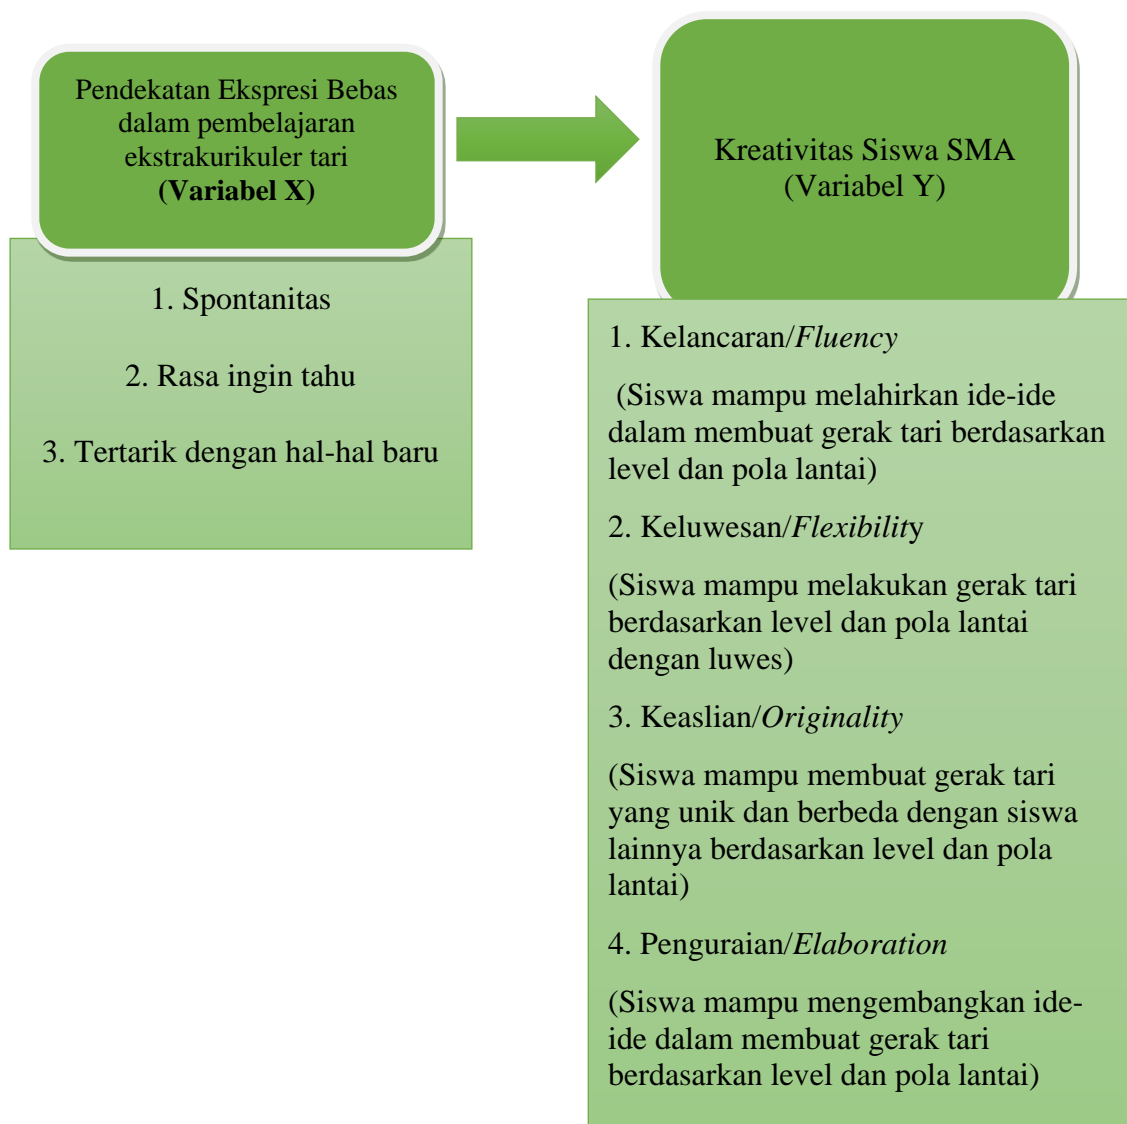 Pendekatan Ekspresi Bebas
dalam pembelajaran
ekstrakurikuler tari
(Variabel X)
1. Spontanitas
2. Rasa ingin tahu
3. Tertarik dengan hal-hal baru
Kreativitas Siswa SMA
(Variabel Y)
1. Kelancaran/Fluency
(Siswa mampu melahirkan ide-ide
dalam membuat gerak tari berdasarkan
level dan pola lantai)
2. Keluwesan/Flexibility
(Siswa mampu melakukan gerak tari
berdasarkan level dan pola lantai
dengan luwes)
3. Keaslian/Originality
(Siswa mampu membuat gerak tari
yang unik dan berbeda dengan siswa
lainnya berdasarkan level dan pola
lantai)
4. Penguraian/Elaboration
(Siswa mampu mengembangkan ide-
ide dalam membuat gerak tari
berdasarkan level dan pola lantai)